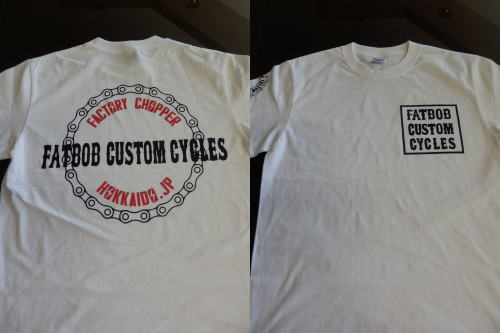 FACTORY CHOPPER
FATBOB CUSTOM CYCLES
HOKKAIDO.JP
FATBOB
CUSTOM
CYCLES